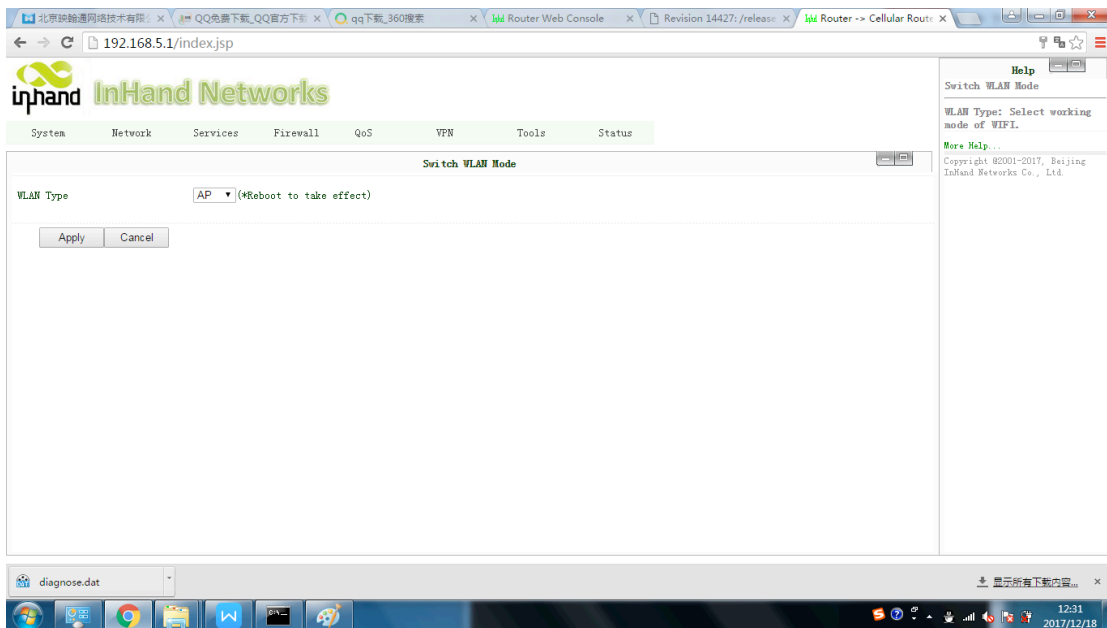 北京映翰通网络技术有限
QQ免费下载_QQ官方下载
qq下载_360搜索
Router Web Console
Revision 14427: /release
Router -> Cellular Route
192.168.5.1/index.jsp
inhand InHand Networks
System Network Services Firewall QoS VPN Tools Status
Switch WLAN Mode
WLAN Type AP (*Reboot to take effect)
Apply Cancel
Help
Switch WLAN Mode
WLAN Type: Select working
mode of WIFI.
More Help...
Copyright ©2001-2017, Beijing
InHand Networks Co., Ltd.
diagnose.dat
显示所有下载内容...
12:31
2017/12/18